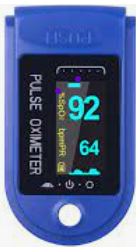 PUSH
%SpO₂
92
bpmPR
64
PULSE OXIMETER